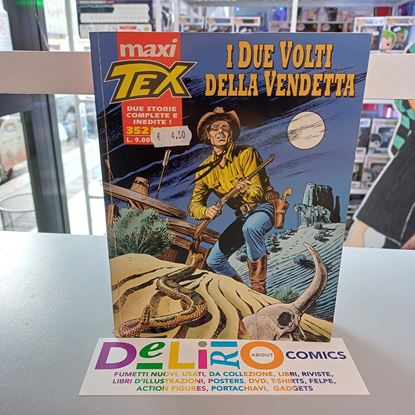 maxi
TEX
I DUE VOLTI
DELLA VENDETTA
DUE STORIE
COMPLETE E
INEDITE!
352
L. 9.00
€ 4.50
DELIRIO ABOUT COMICS
FUMETTI NUOVI, USATI, DA COLLEZIONE, LIBRI, RIVISTE,
LIBRI D'ILLUSTRAZIONI, POSTERS, DVD, T-SHIRTS, FELPE,
ACTION FIGURES, PORTACHIAVI, GADGETS